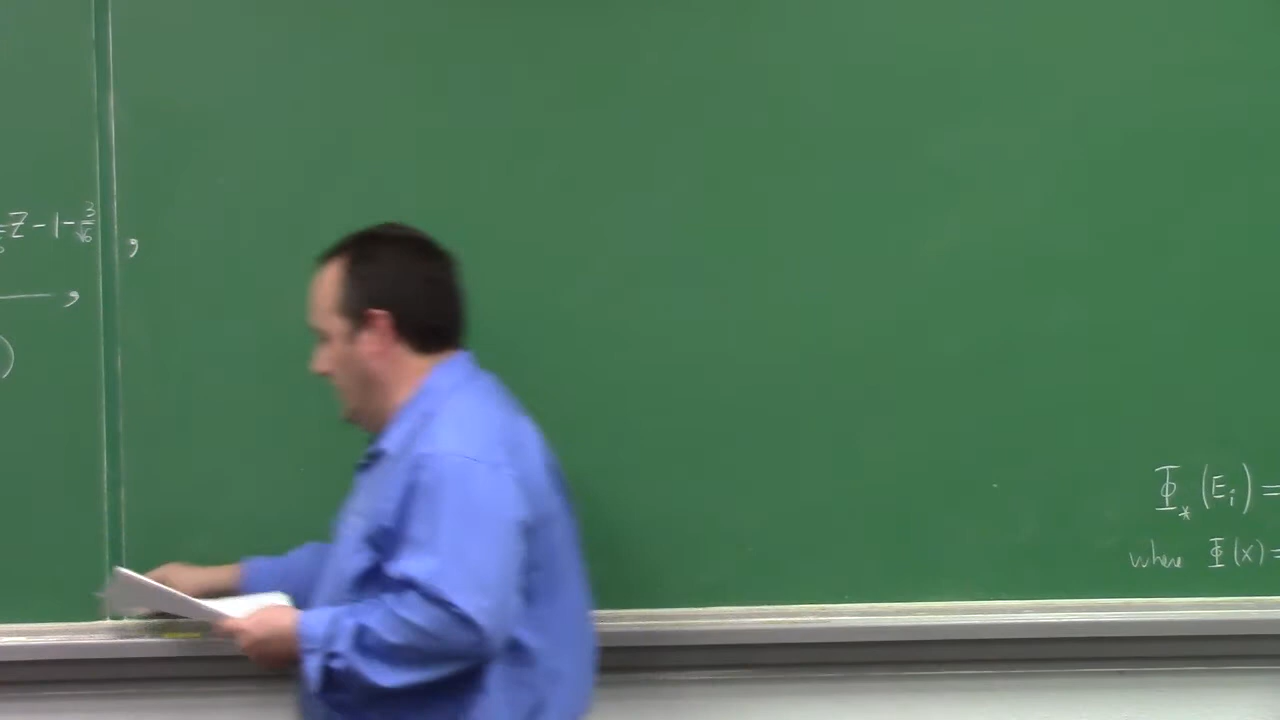 Z - 1 - 3/√6 ,
,
)
Φ_* (E_i) =
where Φ(x) =